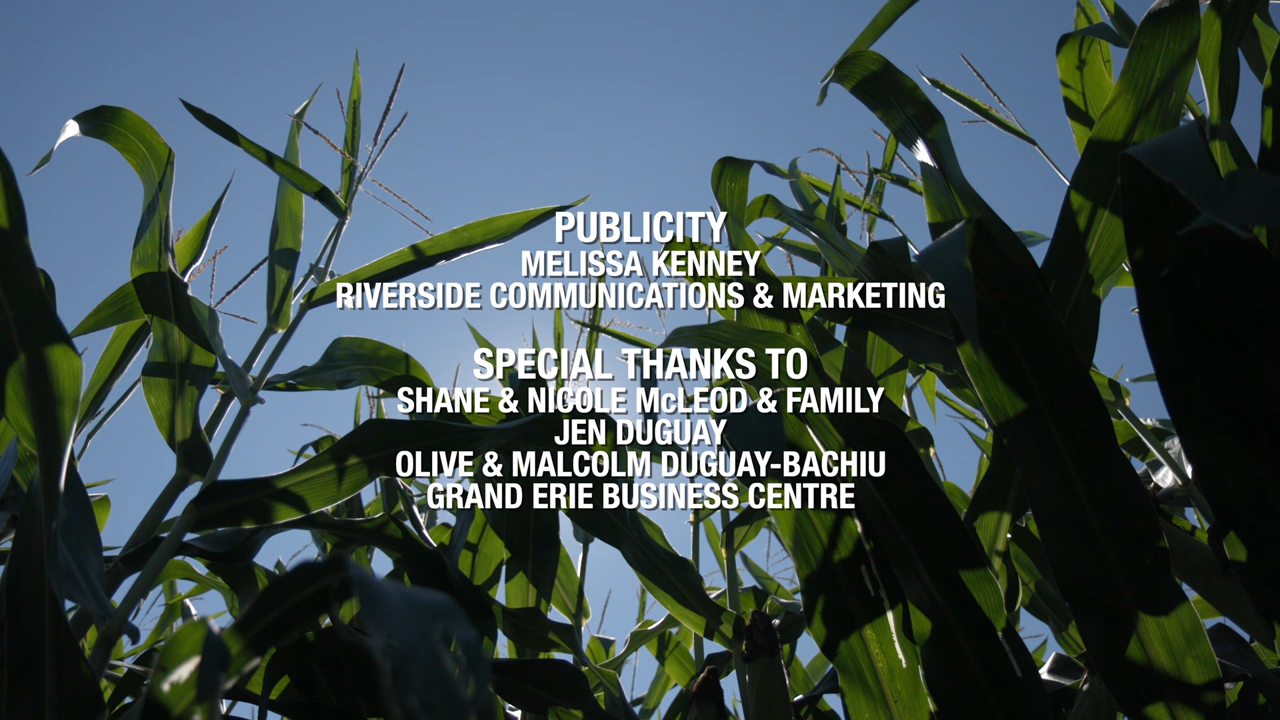 PUBLICITY
MELISSA KENNEY
RIVERSIDE COMMUNICATIONS & MARKETING
SPECIAL THANKS TO
SHANE & NICOLE McLEOD & FAMILY
JEN DUGUAY
OLIVE & MALCOLM DUGUAY-BACHIU
GRAND ERIE BUSINESS CENTRE